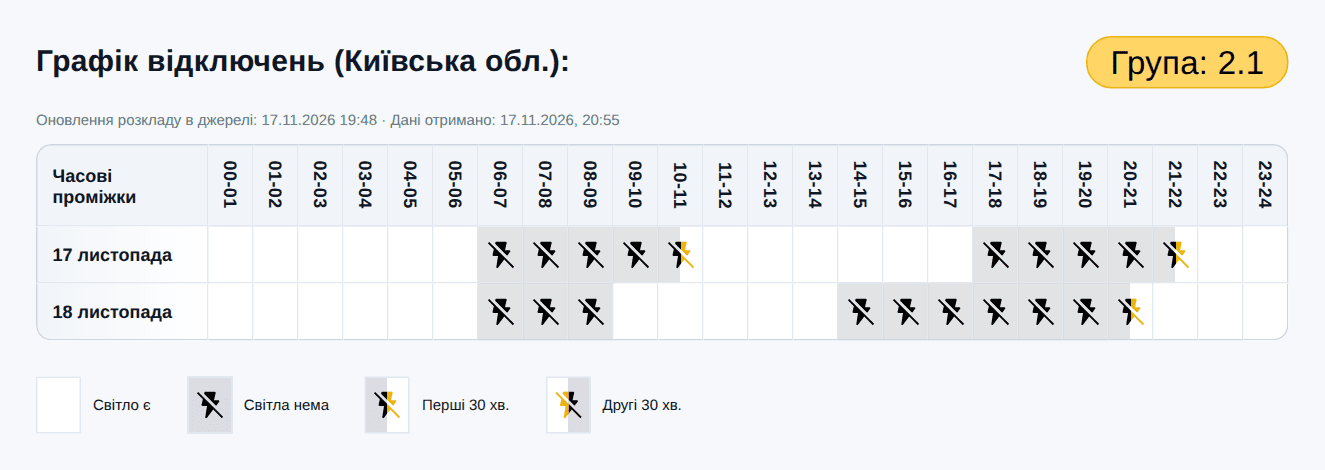 Графік відключень (Київська обл.):
Група: 2.1
Оновлення розкладу в джерелі: 17.11.2026 19:48 · Дані отримано: 17.11.2026, 20:55
Часові
проміжки
00-01 01-02 02-03 03-04 04-05 05-06 06-07 07-08 08-09 09-10 10-11 11-12 12-13 13-14 14-15 15-16 16-17 17-18 18-19 19-20 20-21 21-22 22-23 23-24
17 листопада
18 листопада
Світло є Світла нема Перші 30 хв. Другі 30 хв.